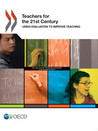 Teachers for
the 21st Century
USING EVALUATION TO IMPROVE TEACHING
OECD